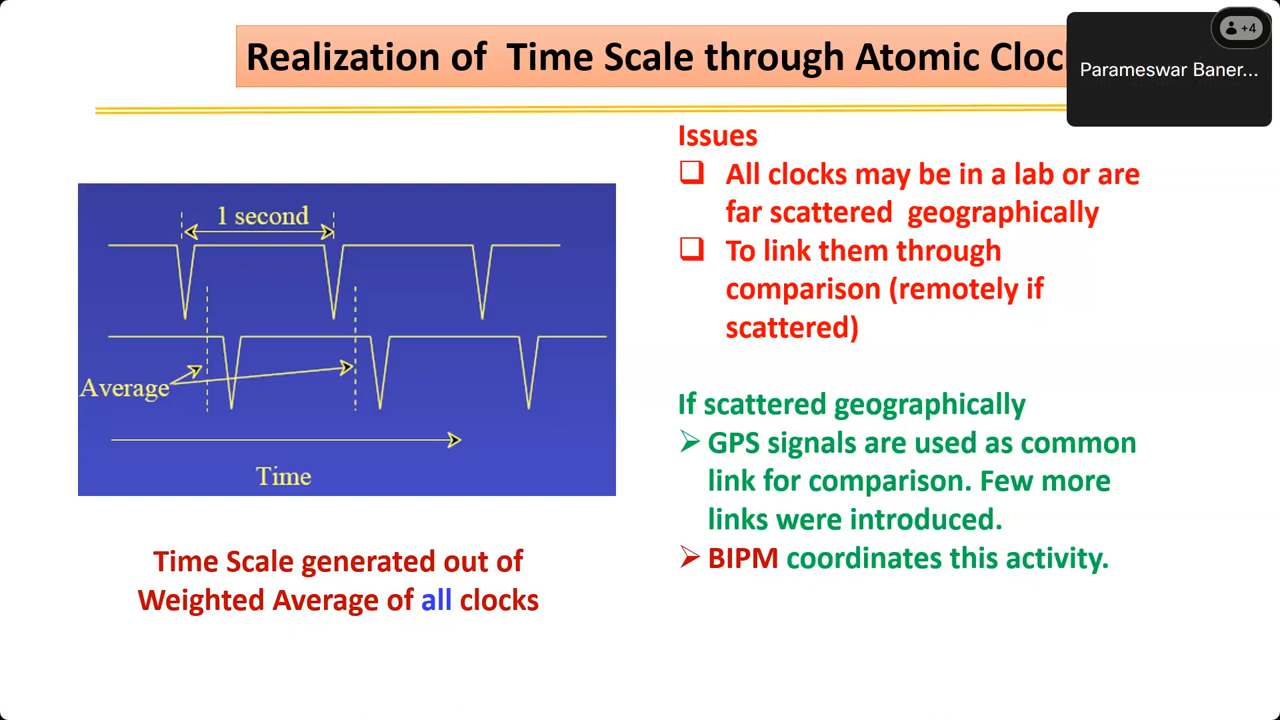 Realization of Time Scale through Atomic Cloc
+4
Parameswar Baner...
1 second
Average
Time
Time Scale generated out of
Weighted Average of all clocks
Issues
❑ All clocks may be in a lab or are
far scattered geographically
❑ To link them through
comparison (remotely if
scattered)
If scattered geographically
➢ GPS signals are used as common
link for comparison. Few more
links were introduced.
➢ BIPM coordinates this activity.